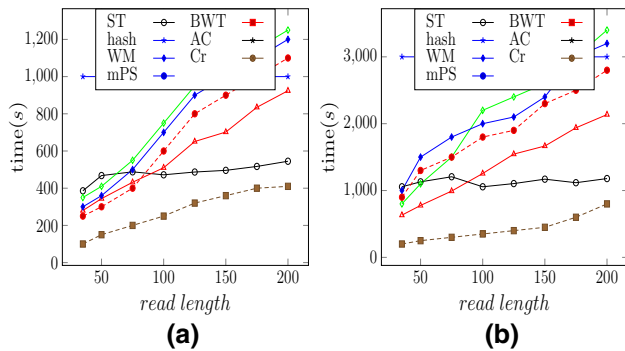 ST BWT
hash AC
WM Cr
mPS
1,200
1,000
800
600
400
200
0
time(s)
50 100 150 200
read length
(a)
ST BWT
hash AC
WM Cr
mPS
3,000
2,000
1,000
0
time(s)
50 100 150 200
read length
(b)